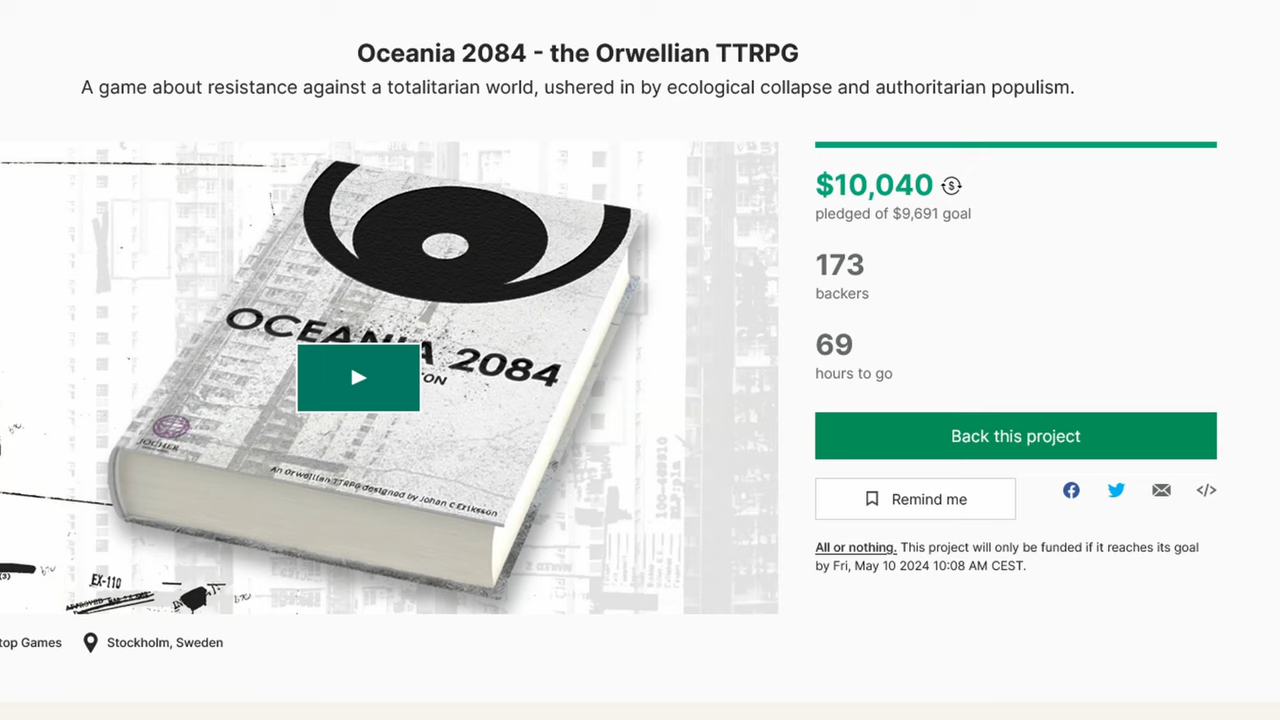 Oceania 2084 - the Orwellian TTRPG
A game about resistance against a totalitarian world, ushered in by ecological collapse and authoritarian populism.
OCEANIA 2084
JOCHER
An Orwellian TTRPG designed by Johan C Eriksson
EX-110
$10,040
pledged of $9,691 goal
173
backers
69
hours to go
Back this project
Remind me
All or nothing. This project will only be funded if it reaches its goal
by Fri, May 10 2024 10:08 AM CEST.
top Games
Stockholm, Sweden